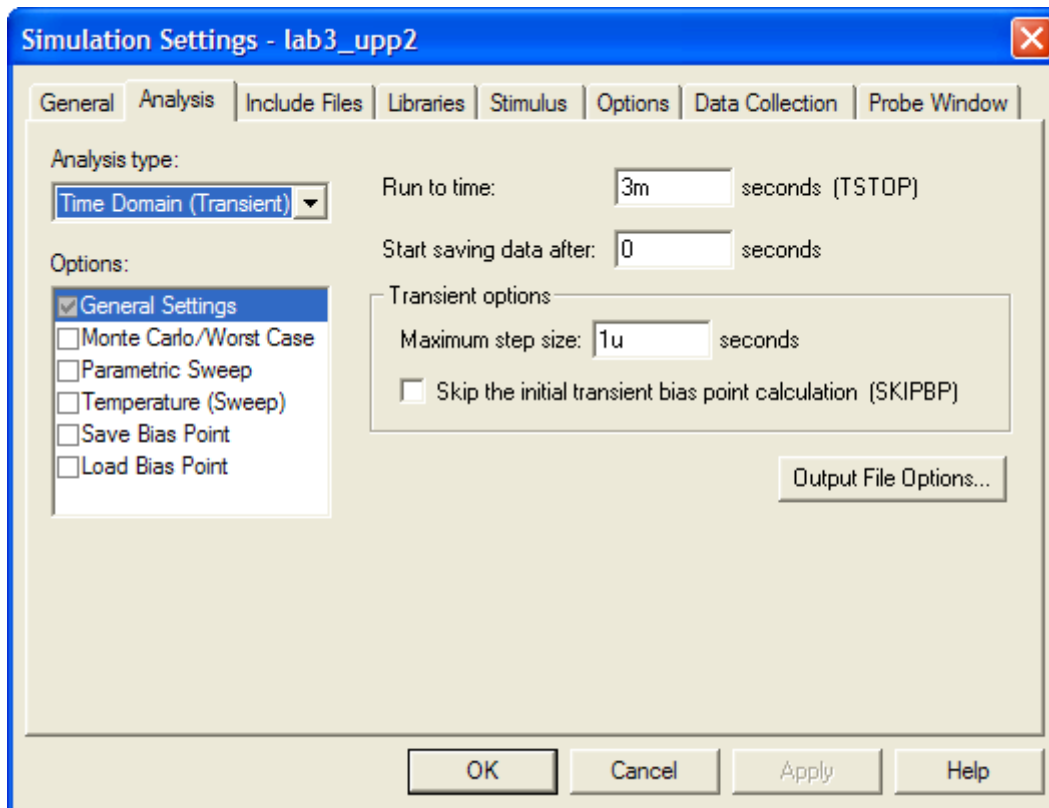 Simulation Settings - lab3_upp2
General Analysis Include Files Libraries Stimulus Options Data Collection Probe Window
Analysis type:
Time Domain (Transient)
Options:
General Settings
Monte Carlo/Worst Case
Parametric Sweep
Temperature (Sweep)
Save Bias Point
Load Bias Point
Run to time: 3m seconds (TSTOP)
Start saving data after: 0 seconds
Transient options
Maximum step size: 1u seconds
Skip the initial transient bias point calculation (SKIPBP)
Output File Options...
OK Cancel Apply Help